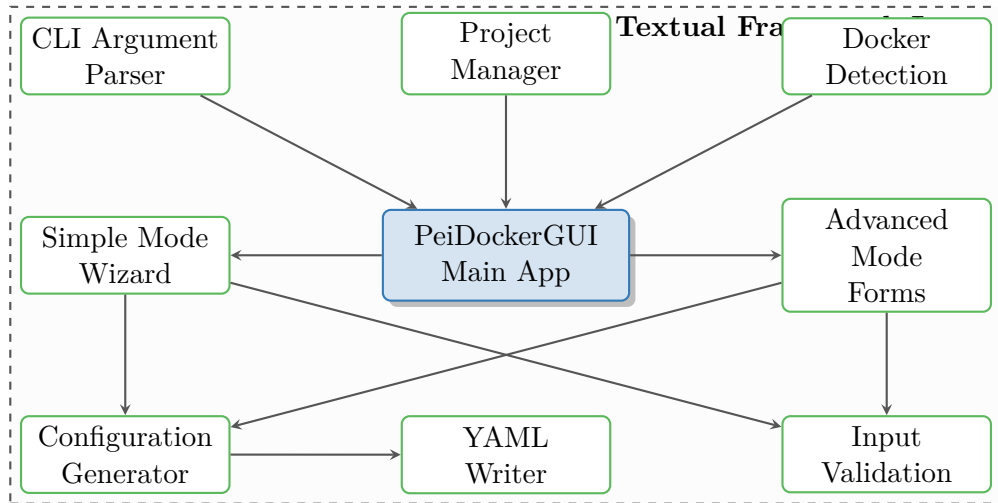 CLI Argument
Parser
Project
Manager
Textual
Docker
Detection
Simple Mode
Wizard
PeiDockerGUI
Main App
Advanced
Mode
Forms
Configuration
Generator
YAML
Writer
Input
Validation